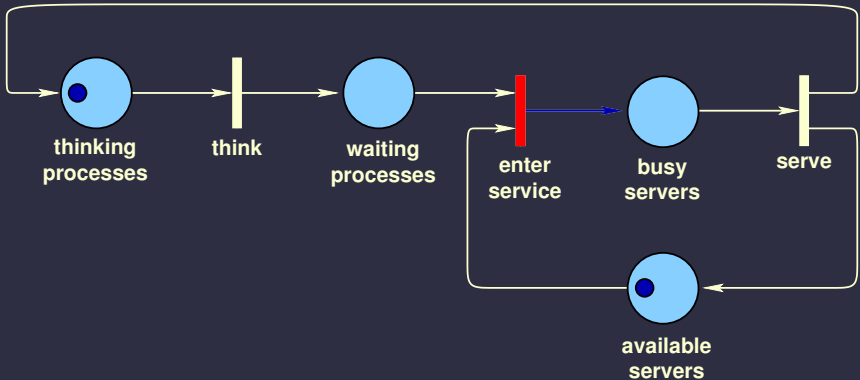 thinking
processes
think
waiting
processes
enter
service
busy
servers
serve
available
servers